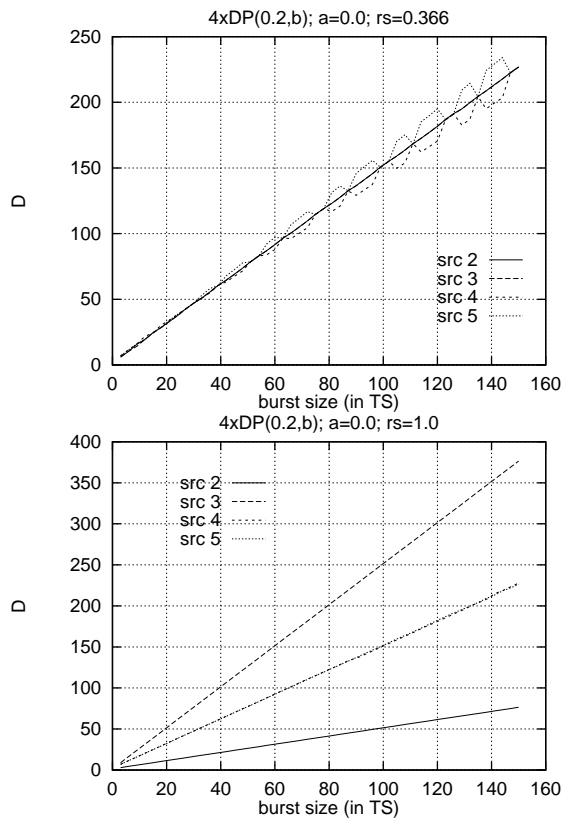 4xDP(0.2,b); a=0.0; rs=0.366
250
200
150
100
50
0
D
src 2
src 3
src 4
src 5
0 20 40 60 80 100 120 140 160
burst size (in TS)
4xDP(0.2,b); a=0.0; rs=1.0
400
350
300
250
200
150
100
50
0
D
src 2
src 3
src 4
src 5
0 20 40 60 80 100 120 140 160
burst size (in TS)